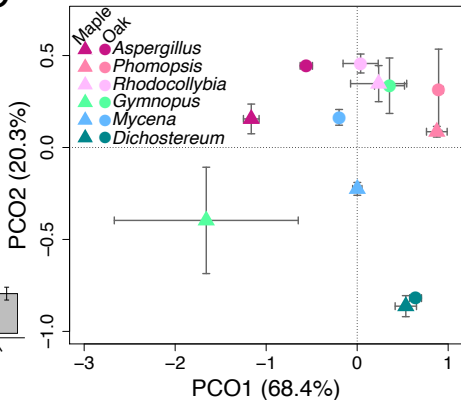 Maple
Oak
Aspergillus
Phomopsis
Rhodocollybia
Gymnopus
Mycena
Dichostereum
PCO2 (20.3%)
0.5
0.0
−0.5
−1.0
−3 −2 −1 0 1
PCO1 (68.4%)